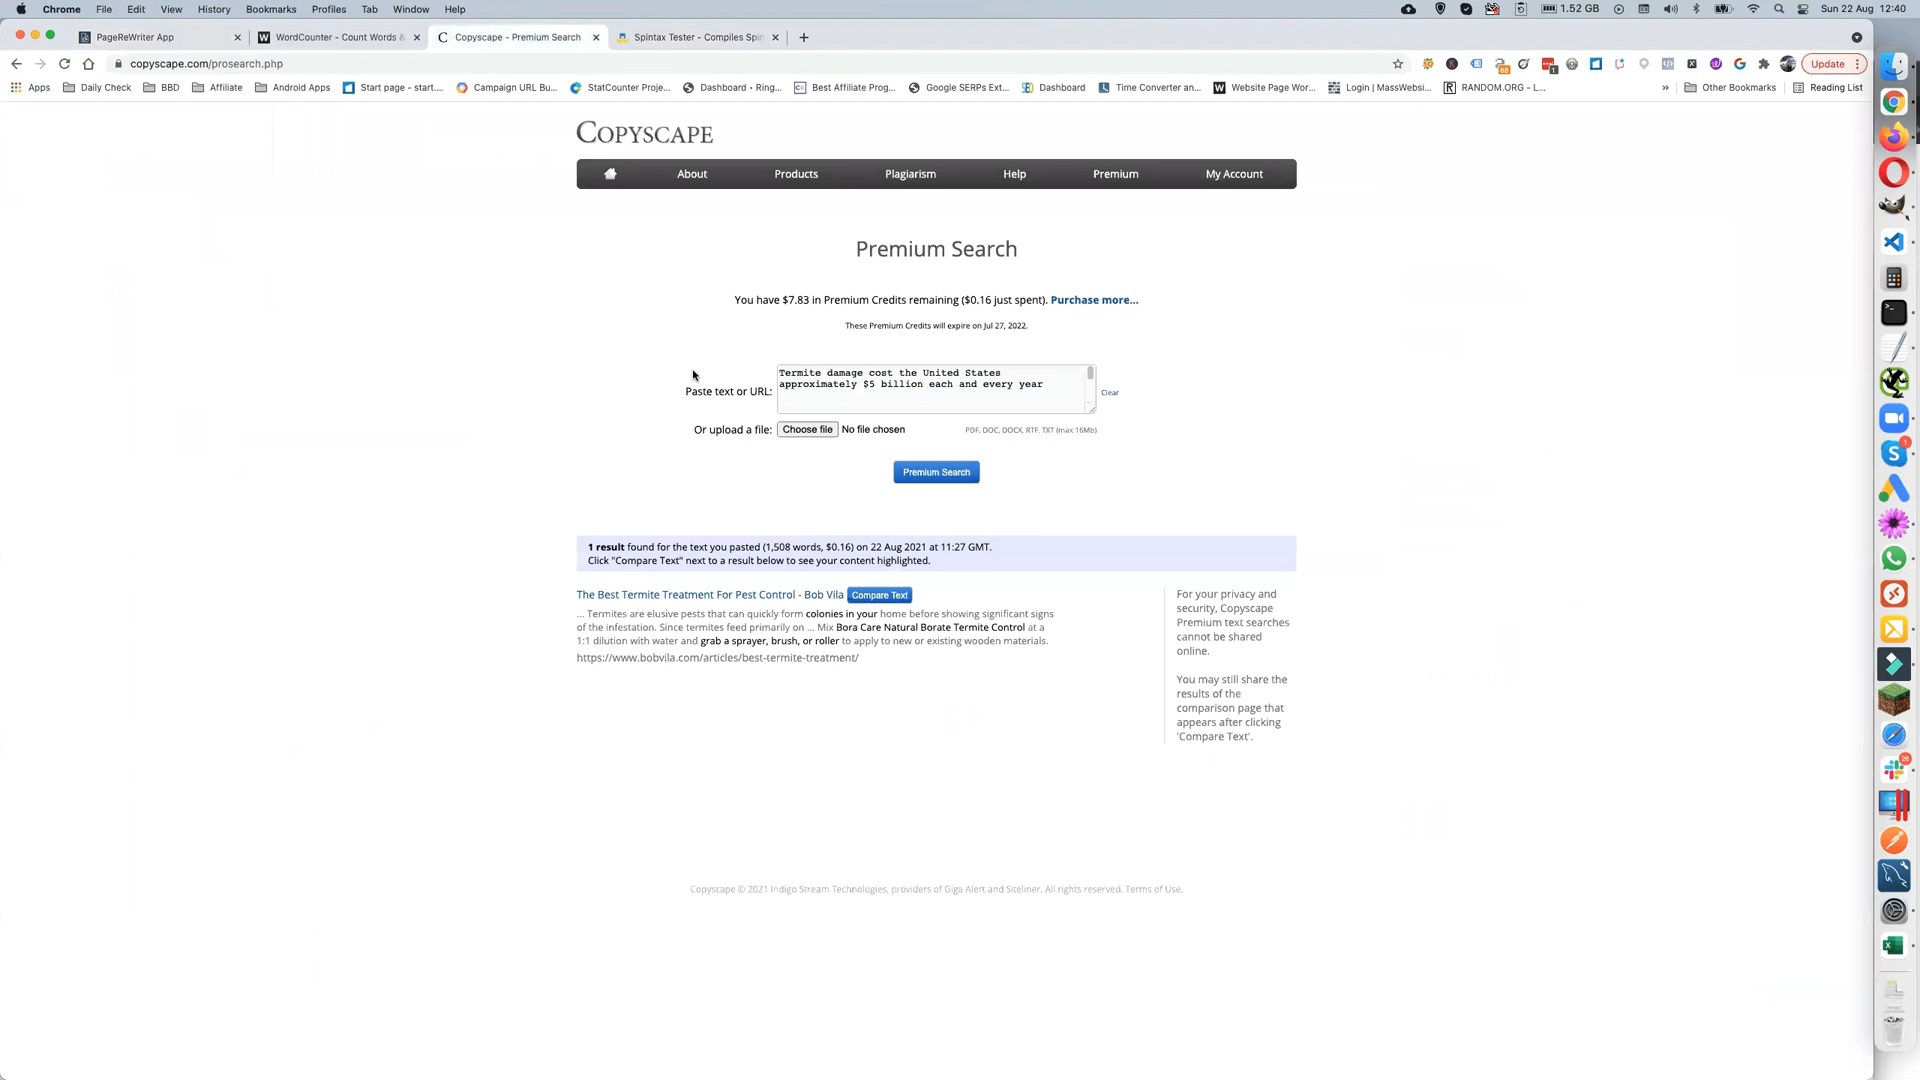 Chrome File Edit View History Bookmarks Profiles Tab Window Help 1.52 GB Sun 22 Aug 12:40
PageReWriter App WordCounter - Count Words & Copyscape - Premium Search Spintax Tester - Compiles Spi
copyscape.com/prosearch.php Update
Apps Daily Check BBD Affiliate Android Apps Start page - start.... Campaign URL Bu... StatCounter Proje... Dashboard • Ring... Best Affiliate Prog... Google SERPs Ext... Dashboard Time Converter an... Website Page Wor... Login | MassWebsi... RANDOM.ORG - L... » Other Bookmarks Reading List
COPYSCAPE
About Products Plagiarism Help Premium My Account
Premium Search
You have $7.83 in Premium Credits remaining ($0.16 just spent). Purchase more...
These Premium Credits will expire on Jul 27, 2022.
Termite damage cost the United States
approximately $5 billion each and every year
Paste text or URL: Clear
Or upload a file: Choose file No file chosen PDF, DOC, DOCX, RTF, TXT (max 16Mb)
Premium Search
1 result found for the text you pasted (1,508 words, $0.16) on 22 Aug 2021 at 11:27 GMT.
Click "Compare Text" next to a result below to see your content highlighted.
The Best Termite Treatment For Pest Control - Bob Vila Compare Text
... Termites are elusive pests that can quickly form colonies in your home before showing significant signs
of the infestation. Since termites feed primarily on ... Mix Bora Care Natural Borate Termite Control at a
1:1 dilution with water and grab a sprayer, brush, or roller to apply to new or existing wooden materials.
https://www.bobvila.com/articles/best-termite-treatment/
For your privacy and
security, Copyscape
Premium text searches
cannot be shared
online.
You may still share the
results of the
comparison page that
appears after clicking
'Compare Text'.
Copyscape © 2021 Indigo Stream Technologies, providers of Giga Alert and Siteliner. All rights reserved. Terms of Use.